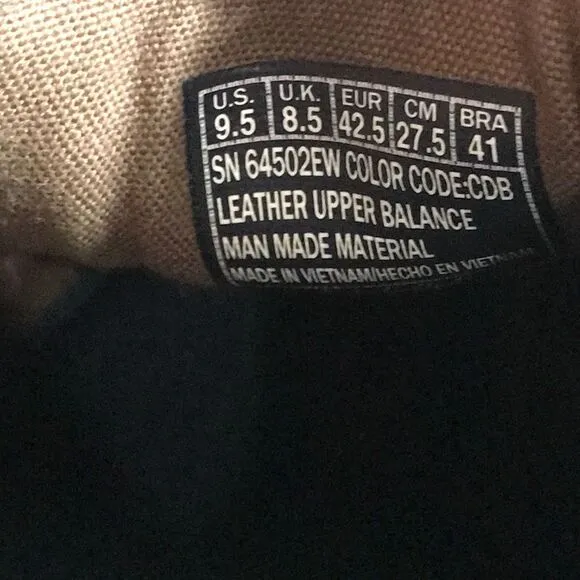 U.S. U.K. EUR CM BRA
9.5 8.5 42.5 27.5 41
SN 64502EW COLOR CODE:CDB
LEATHER UPPER BALANCE
MAN MADE MATERIAL
MADE IN VIETNAM/HECHO EN VIETNAM